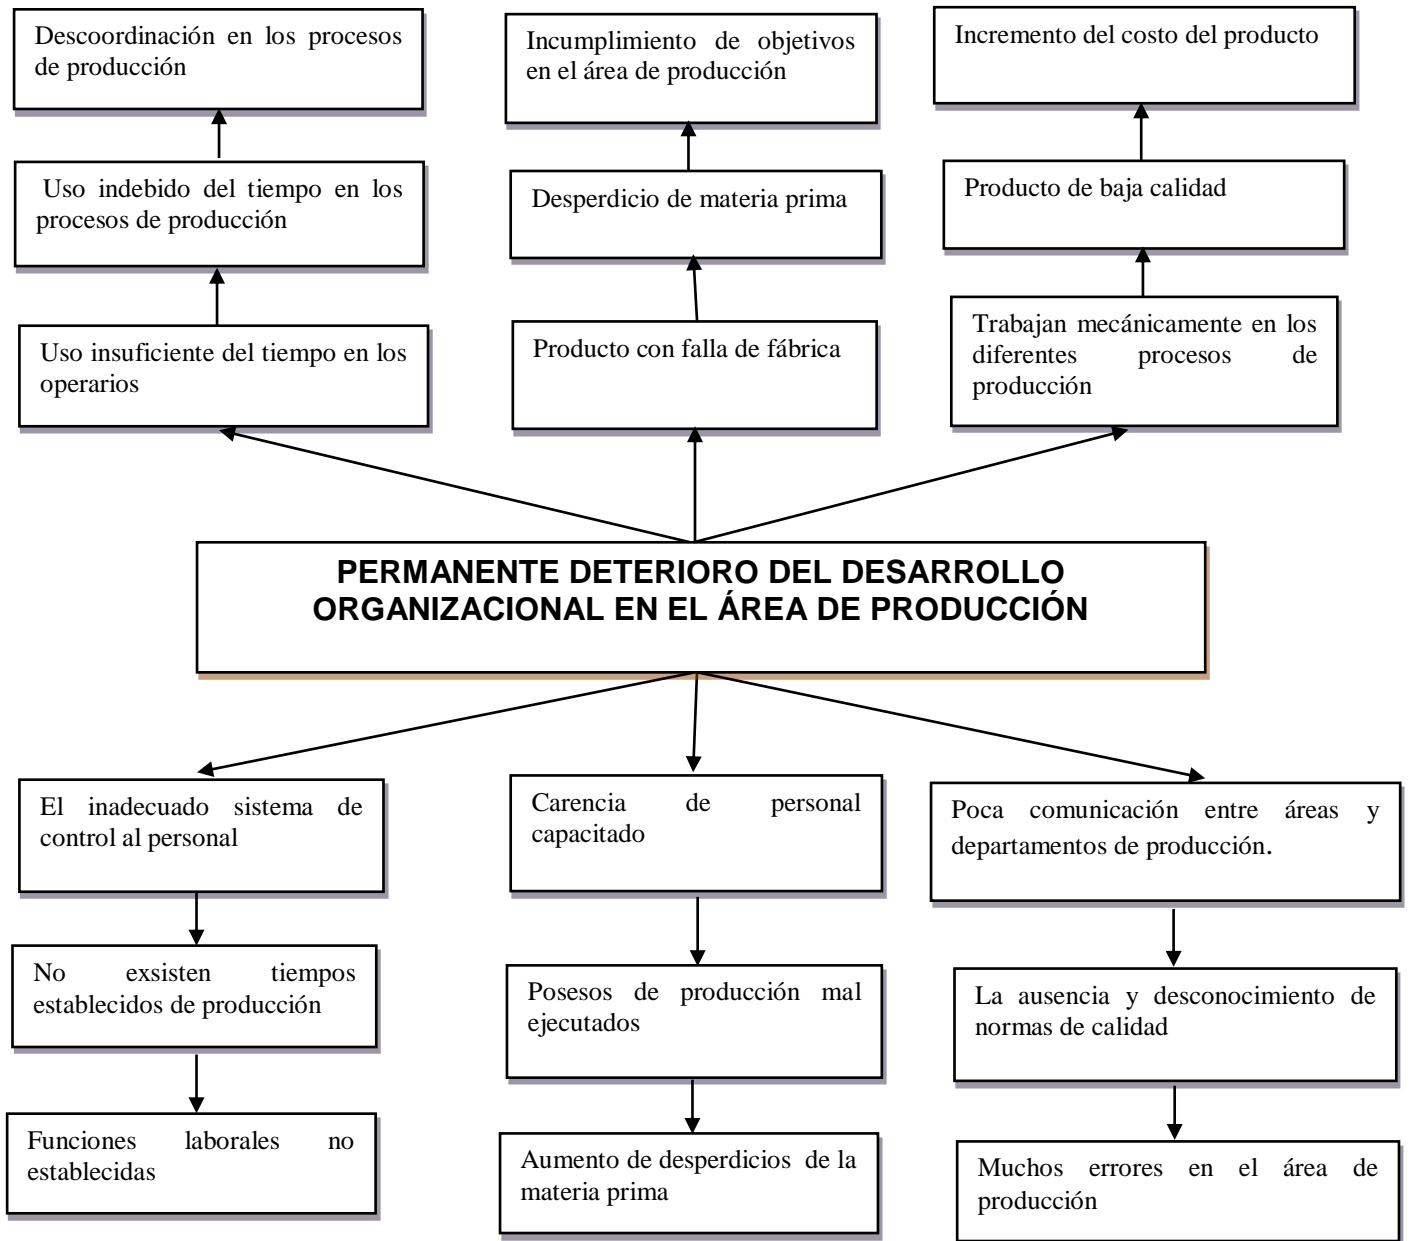 Descoordinación en los procesos
de producción
Incumplimiento de objetivos
en el área de producción
Incremento del costo del producto
Uso indebido del tiempo en los
procesos de producción
Desperdicio de materia prima
Producto de baja calidad
Uso insuficiente del tiempo en los
operarios
Producto con falla de fábrica
Trabajan mecánicamente en los
diferentes procesos de
producción
PERMANENTE DETERIORO DEL DESARROLLO
ORGANIZACIONAL EN EL ÁREA DE PRODUCCIÓN
El inadecuado sistema de
control al personal
Carencia de personal
capacitado
Poca comunicación entre áreas y
departamentos de producción.
No exsisten tiempos
establecidos de producción
Posesos de producción mal
ejecutados
La ausencia y desconocimiento de
normas de calidad
Funciones laborales no
establecidas
Aumento de desperdicios de la
materia prima
Muchos errores en el área de
producción